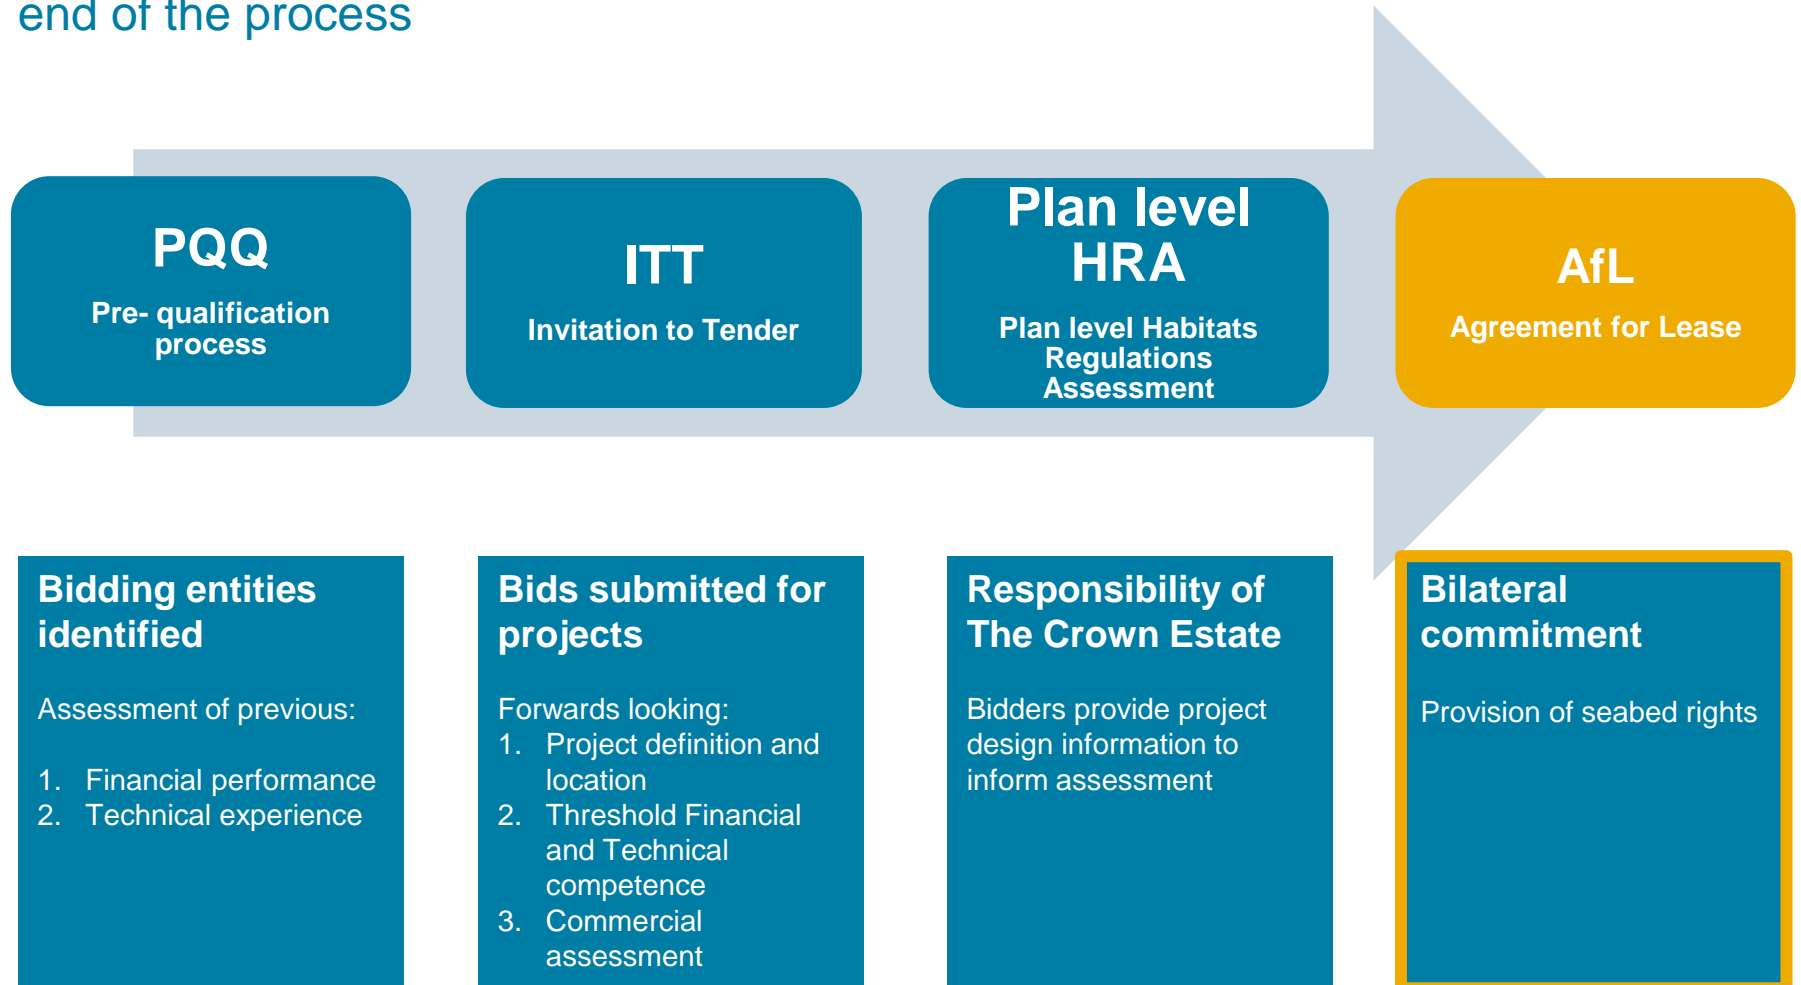 end of the process
PQQ
Pre- qualification
process
ITT
Invitation to Tender
Plan level
HRA
Plan level Habitats
Regulations
Assessment
AfL
Agreement for Lease
Bidding entities
identified
Assessment of previous:
1. Financial performance
2. Technical experience
Bids submitted for
projects
Forwards looking:
1. Project definition and
location
2. Threshold Financial
and Technical
competence
3. Commercial
assessment
Responsibility of
The Crown Estate
Bidders provide project
design information to
inform assessment
Bilateral
commitment
Provision of seabed rights